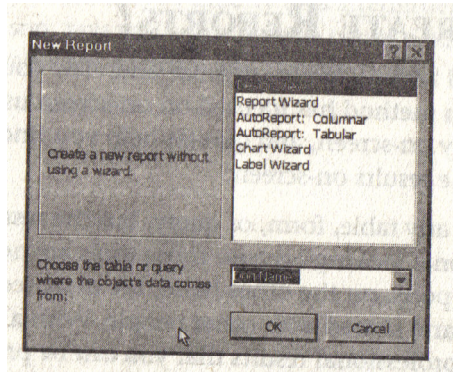 New Report
Create a new report without
using a wizard.
Report Wizard
AutoReport: Columnar
AutoReport: Tabular
Chart Wizard
Label Wizard
Choose the table or query
where the object's data comes
from:
OK
Cancel